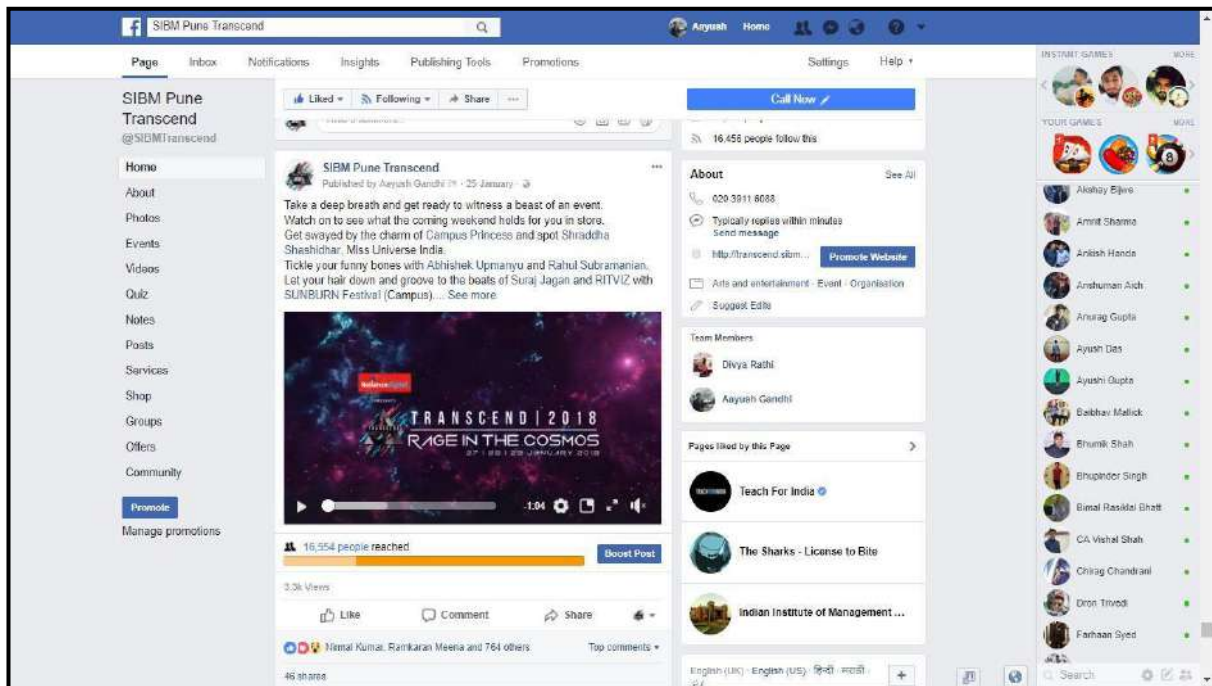 SIBM Pune Transcend
Aayush Home
Page Inbox Notifications Insights Publishing Tools Promotions Settings Help
SIBM Pune
Transcend
@SIBMTranscend
Home
About
Photos
Events
Videos
Quiz
Notes
Posts
Services
Shop
Groups
Offers
Community
Promote
Manage promotions
Liked Following Share
Call Now
SIBM Pune Transcend
Published by Aayush Gandhi · 25 January ·
Take a deep breath and get ready to witness a beast of an event.
Watch on to see what the coming weekend holds for you in store.
Get swayed by the charm of Campus Princess and spot Shraddha
Shashidhar, Miss Universe India.
Tickle your funny bones with Abhishek Upmanyu and Rahul Subramanian.
Let your hair down and groove to the beats of Suraj Jagan and RITVIZ with
SUNBURN Festival (Campus).... See more
TRANSCEND | 2018
RAGE IN THE COSMOS
27 | 28 | 29 JANUARY 2018
-1:04
16,554 people reached
Boost Post
3.3k Views
Like Comment Share
Nirmal Kumar, Ramkaran Meena and 764 others Top comments
46 shares
16,456 people follow this
About See All
020 3911 6088
Typically replies within minutes
Send message
http://transcend.sibm... Promote Website
Arts and entertainment · Event · Organisation
Suggest Edits
Team Members
Divya Rathi
Aayush Gandhi
Pages liked by this Page
Teach For India
The Sharks - License to Bite
Indian Institute of Management ...
English (UK) · English (US) · हिन्दी · मराठी ·
INSTANT GAMES MORE
YOUR GAMES MORE
Akshay Bijwe
Amrit Sharma
Ankish Handa
Anshuman Aich
Anurag Gupta
Ayush Das
Ayushi Gupta
Baibhav Mallick
Bhumik Shah
Bhupinder Singh
Bimal Rasiklal Bhatt
CA Vishal Shah
Chirag Chandrani
Dron Trivedi
Farhaan Syed
Search